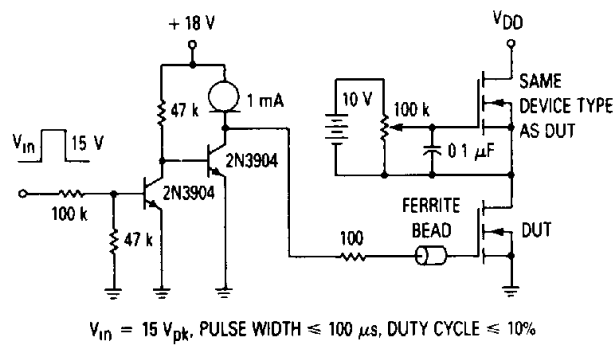 + 18 V
V_DD
SAME
DEVICE TYPE
AS DUT
47 k
1 mA
10 V
100 k
V_in
15 V
2N3904
0.1 μF
2N3904
100 k
47 k
FERRITE
BEAD
100
DUT
V_in = 15 V_pk, PULSE WIDTH ≤ 100 μs, DUTY CYCLE ≤ 10%